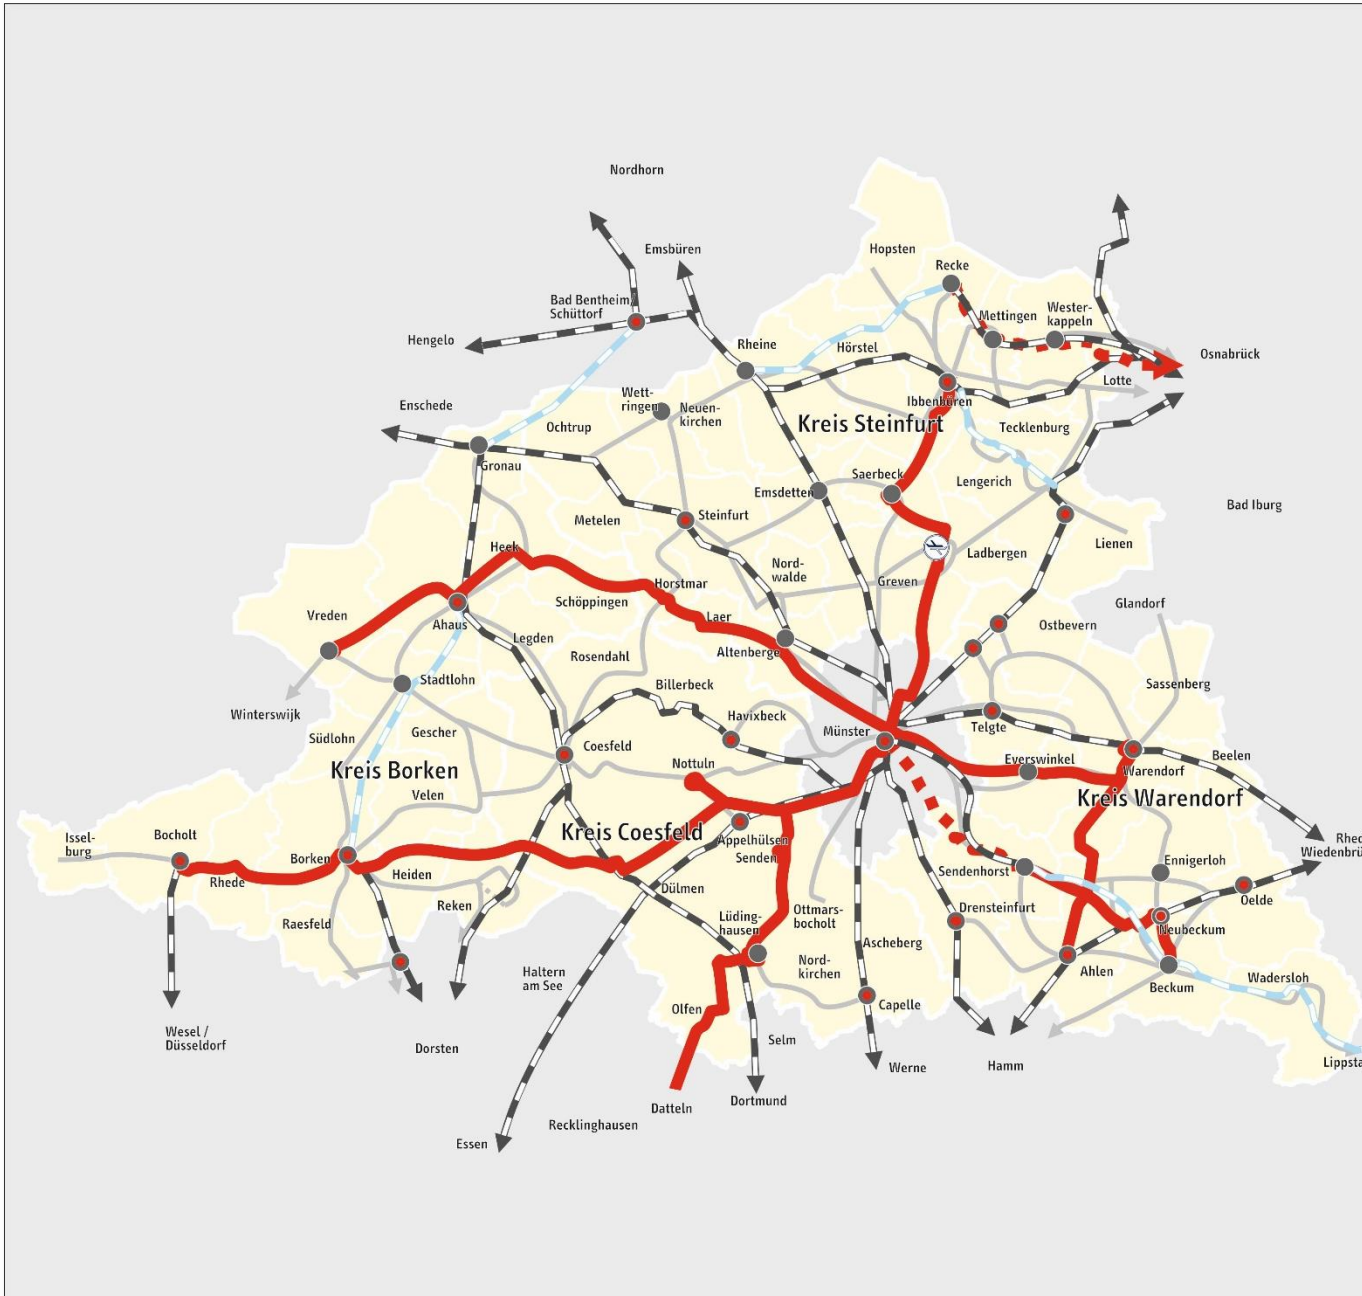 Nordhorn
Emsbüren
Hopsten
Recke
Bad Bentheim/
Schüttorf
Mettingen
Wester-
kappeln
Hengelo
Rheine
Hörstel
Osnabrück
Lotte
Enschede
Wett-
ringen
Neuen-
kirchen
Ibbenbüren
Ochtrup
Kreis Steinfurt
Tecklenburg
Gronau
Saerbeck
Lengerich
Emsdetten
Bad Iburg
Metelen
Steinfurt
Lienen
Heek
Nord-
walde
Ladbergen
Greven
Horstmar
Schöppingen
Glandorf
Vreden
Laer
Ahaus
Legden
Ostbevern
Altenberge
Rosendahl
Stadtlohn
Billerbeck
Sassenberg
Winterswijk
Havixbeck
Südlohn
Gescher
Münster
Telgte
Coesfeld
Everswinkel
Warendorf
Beelen
Nottuln
Kreis Borken
Velen
Kreis Warendorf
Kreis Coesfeld
Issel-
burg
Bocholt
Appelhülsen
Rhed
Wiedenbrü
Borken
Senden
Ennigerloh
Rhede
Heiden
Sendenhorst
Dülmen
Oelde
Reken
Drensteinfurt
Ottmars-
bocholt
Raesfeld
Lüding-
hausen
Neubeckum
Ascheberg
Nord-
kirchen
Ahlen
Haltern
am See
Beckum
Wadersloh
Olfen
Capelle
Wesel /
Düsseldorf
Selm
Dorsten
Werne
Hamm
Lippsta
Datteln
Dortmund
Recklinghausen
Essen